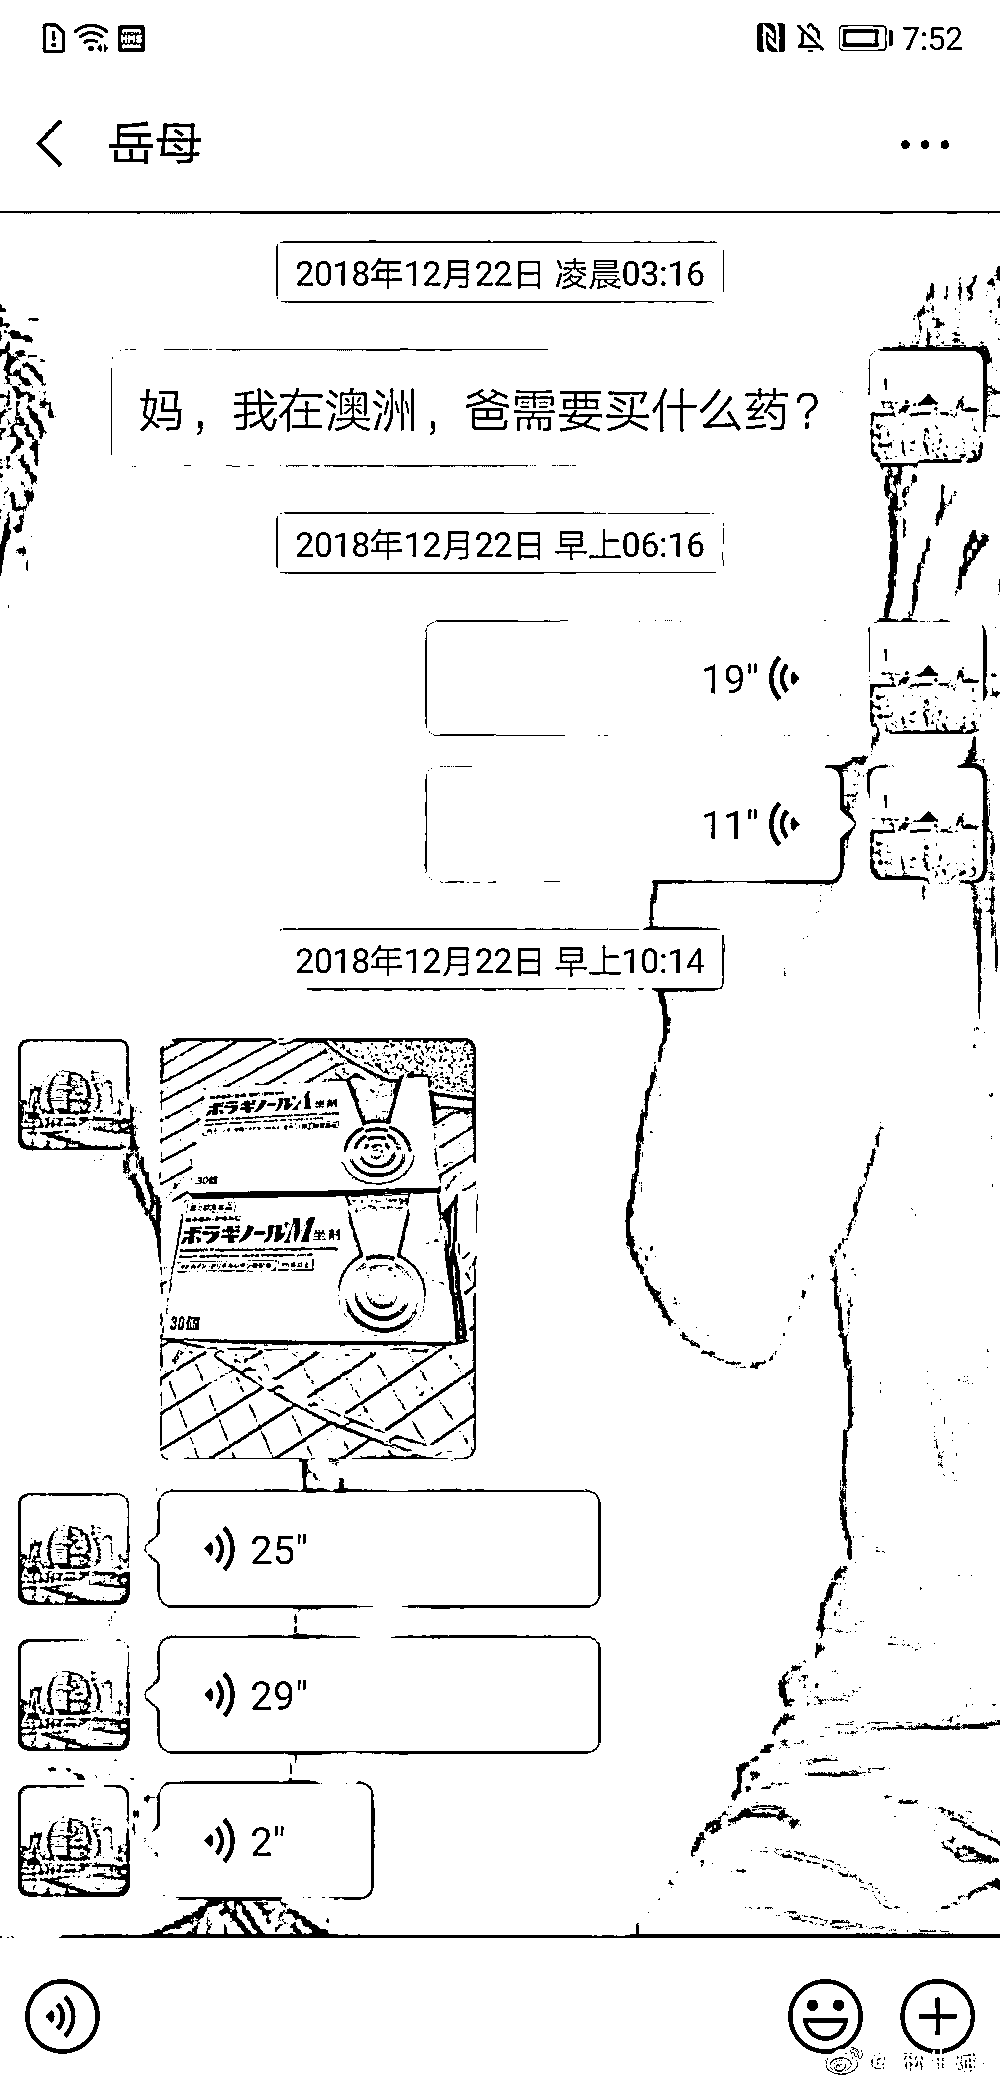 7:52
岳母
2018年12月22日 凌晨03:16
妈，我在澳洲，爸需要买什么药？
2018年12月22日 早上06:16
19"
11"
2018年12月22日 早上10:14
ボラギノールA坐剤
30個
ボラギノールM坐剤
30個
25"
29"
2"